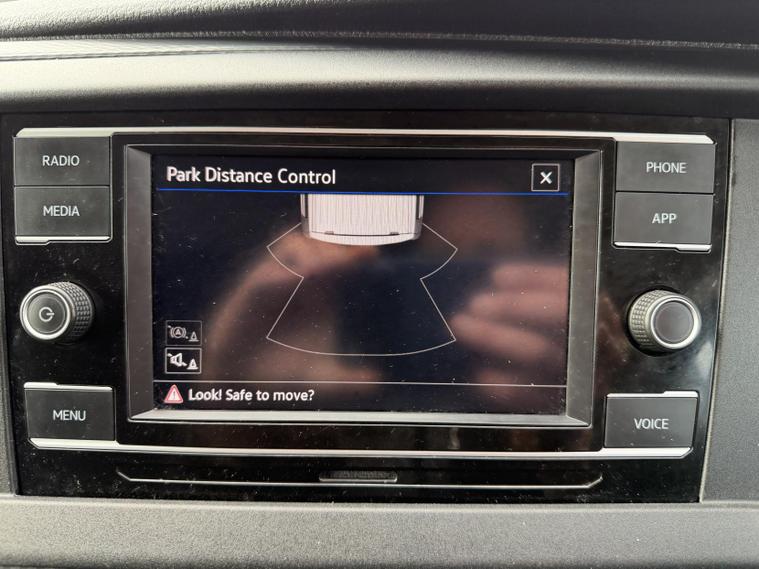 RADIO
MEDIA
MENU
Park Distance Control
Look! Safe to move?
PHONE
APP
VOICE